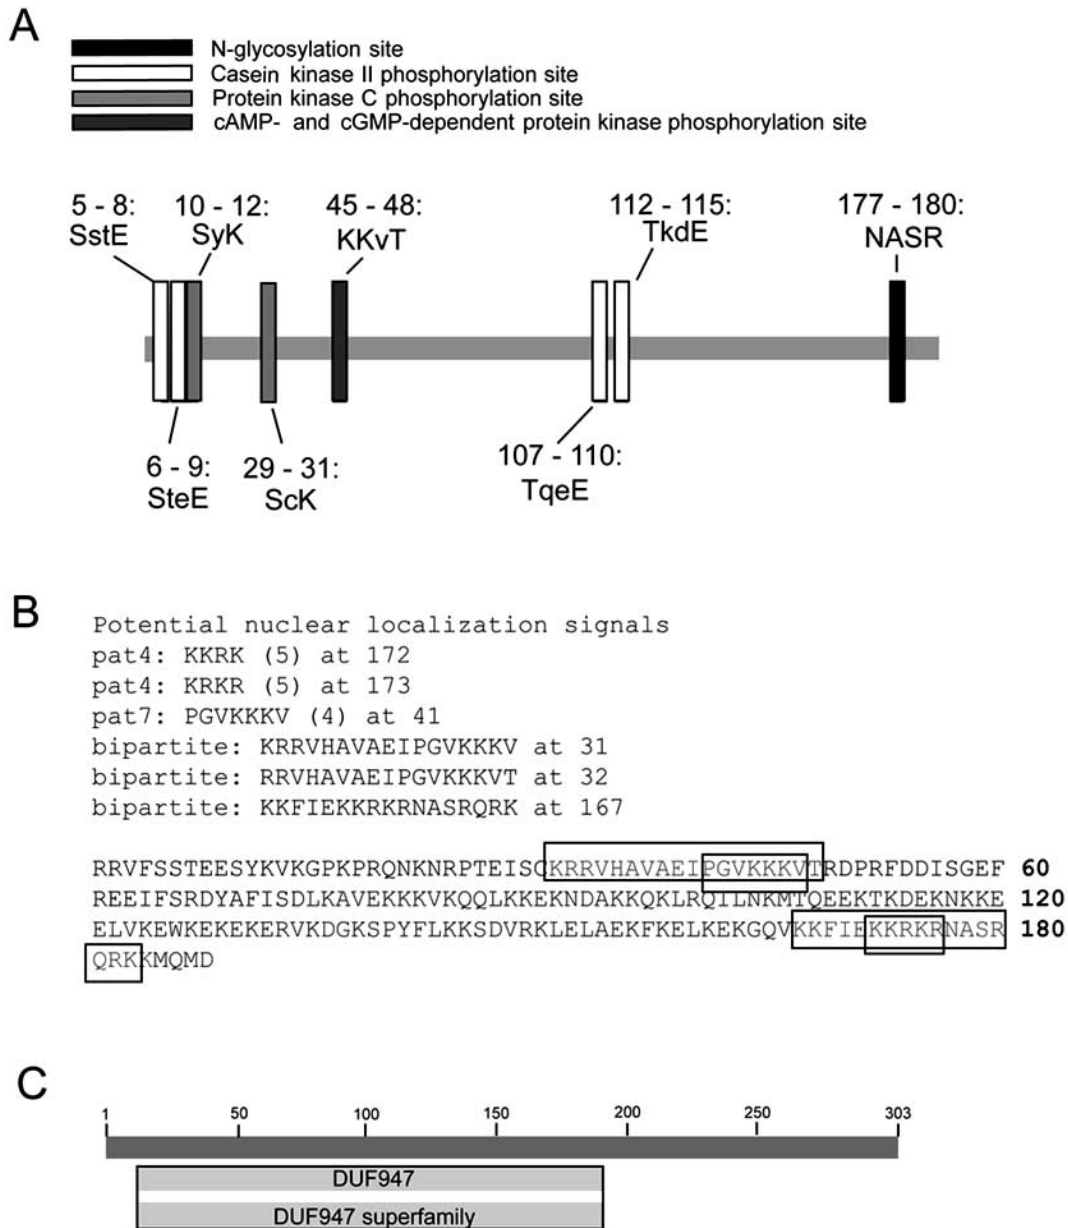 A
N-glycosylation site
Casein kinase II phosphorylation site
Protein kinase C phosphorylation site
cAMP- and cGMP-dependent protein kinase phosphorylation site
5 - 8:
SstE
10 - 12:
SyK
45 - 48:
KKvT
112 - 115:
TkdE
177 - 180:
NASR
6 - 9:
SteE
29 - 31:
ScK
107 - 110:
TqeE
B
Potential nuclear localization signals
pat4: KKRK (5) at 172
pat4: KRKR (5) at 173
pat7: PGVKKKV (4) at 41
bipartite: KRRVHAVAEIPGVKKKV at 31
bipartite: RRVHAVAEIPGVKKKVT at 32
bipartite: KKFIEKKRKRNASRQRK at 167
RRVFSSTEESYKVKGPKPRQNKNRPTEISCKRRVHAVAEIPGVKKKVTRDPRFDDISGEF 60
REEIFSRDYAFISDLKAVEKKKVKQQLKKEKNDAKKQKLRQILNKMTQEEKTKDEKNKKE 120
ELVKEWKEKEKERVKDGKSPYFLKKSDVRKLELAEKFKELKEKGQVKKFIEKKRKRNASR 180
QRKKMQMD
C
1 50 100 150 200 250 303
DUF947
DUF947 superfamily